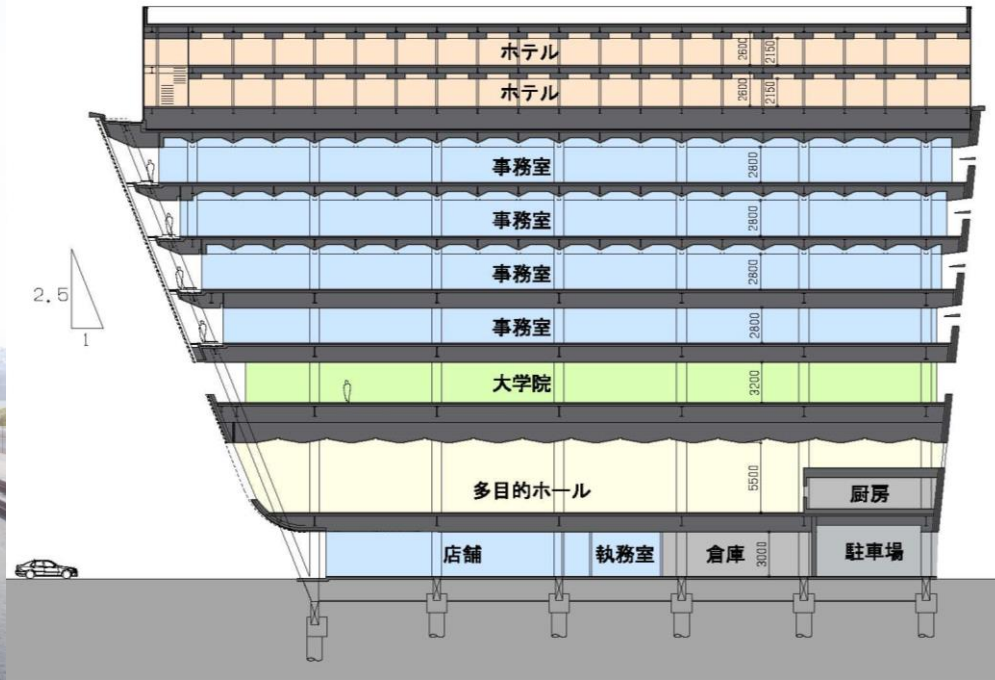 ホテル
2600
2150
ホテル
2600
2150
事務室
2800
事務室
2800
事務室
2800
2.5
1
事務室
2800
大学院
3200
多目的ホール
5500
厨房
店舗
執務室
倉庫
3000
駐車場